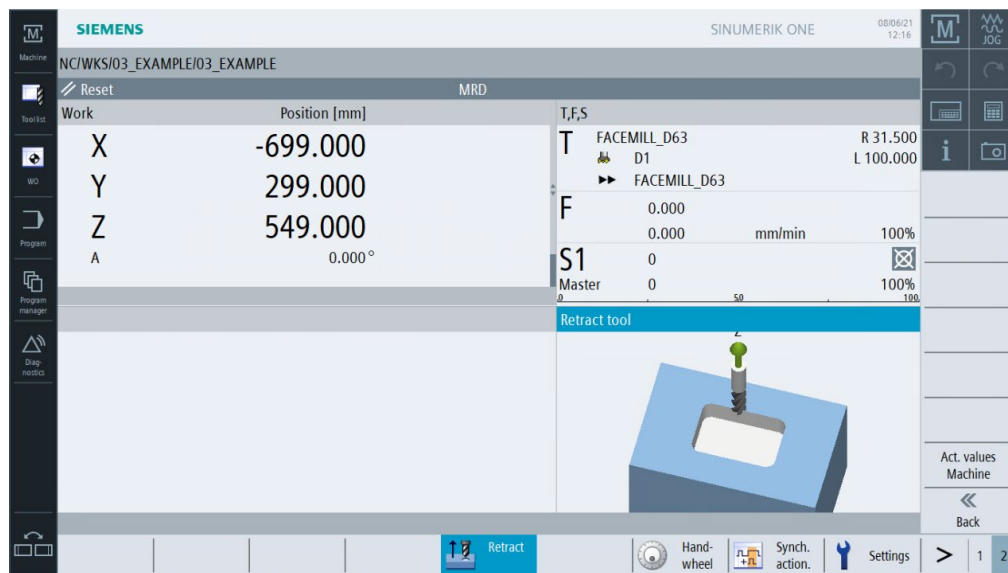 SIEMENS
SINUMERIK ONE
08/06/21
12:16
M
JOG
Machine
NC/WKS/03_EXAMPLE/03_EXAMPLE
Reset
MRD
Tool list
Work Position [mm]
T,F,S
X -699.000
Y 299.000
Z 549.000
A 0.000°
T FACEMILL_D63 R 31.500
D1 L 100.000
FACEMILL_D63
F 0.000
0.000 mm/min 100%
S1 0
Master 0 100%
0 50 100
WO
Program
Program
manager
Diag-
nostics
Retract tool
Act. values
Machine
Back
Retract
Hand-
wheel
Synch.
action.
Settings
> 1 2